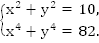 x² + y² = 10,
x⁴ + y⁴ = 82.